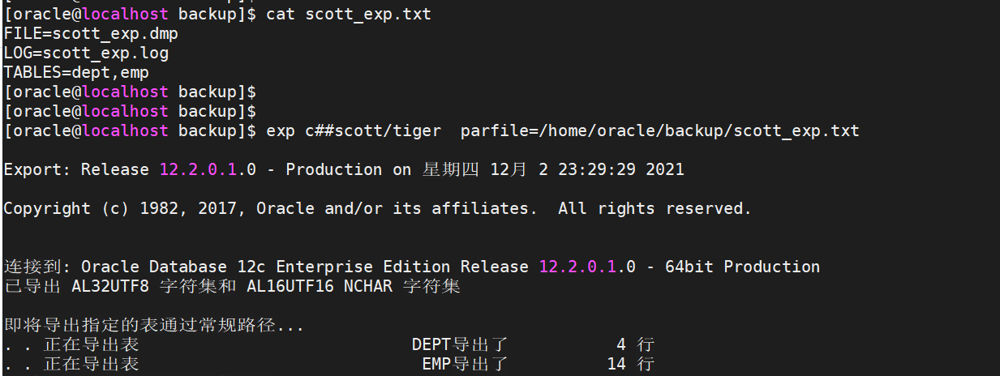 [oracle@localhost backup]$ cat scott_exp.txt
FILE=scott_exp.dmp
LOG=scott_exp.log
TABLES=dept,emp
[oracle@localhost backup]$
[oracle@localhost backup]$
[oracle@localhost backup]$ exp c##scott/tiger  parfile=/home/oracle/backup/scott_exp.txt
Export: Release 12.2.0.1.0 - Production on 星期四 12月 2 23:29:29 2021
Copyright (c) 1982, 2017, Oracle and/or its affiliates.  All rights reserved.
连接到: Oracle Database 12c Enterprise Edition Release 12.2.0.1.0 - 64bit Production
已导出 AL32UTF8 字符集和 AL16UTF16 NCHAR 字符集
即将导出指定的表通过常规路径...
. . 正在导出表                            DEPT导出了           4 行
. . 正在导出表                             EMP导出了          14 行